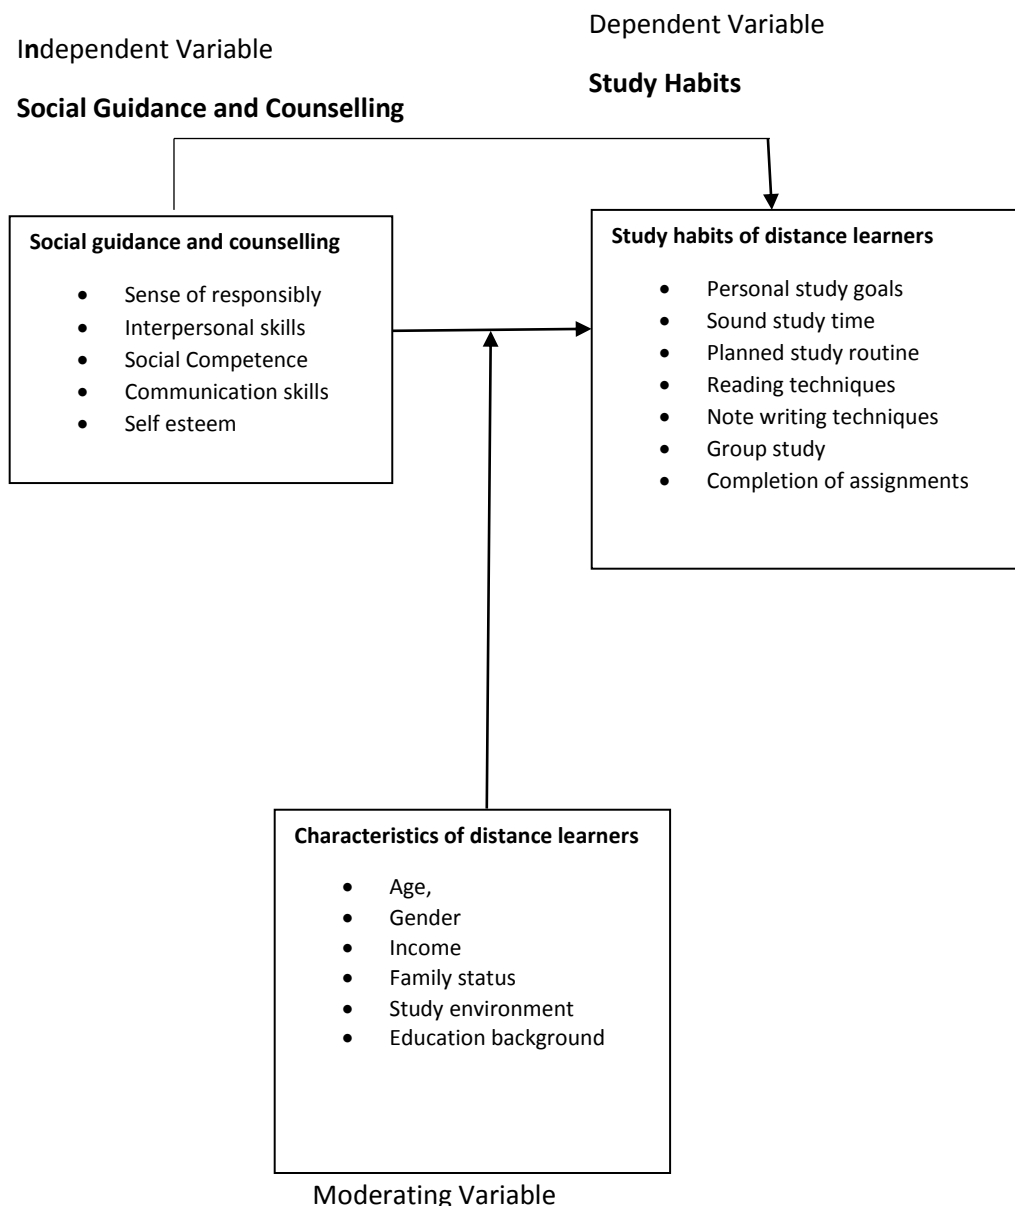 Independent Variable
Social Guidance and Counselling
Dependent Variable
Study Habits
Social guidance and counselling
• Sense of responsibly
• Interpersonal skills
• Social Competence
• Communication skills
• Self esteem
Study habits of distance learners
• Personal study goals
• Sound study time
• Planned study routine
• Reading techniques
• Note writing techniques
• Group study
• Completion of assignments
Characteristics of distance learners
• Age,
• Gender
• Income
• Family status
• Study environment
• Education background
Moderating Variable